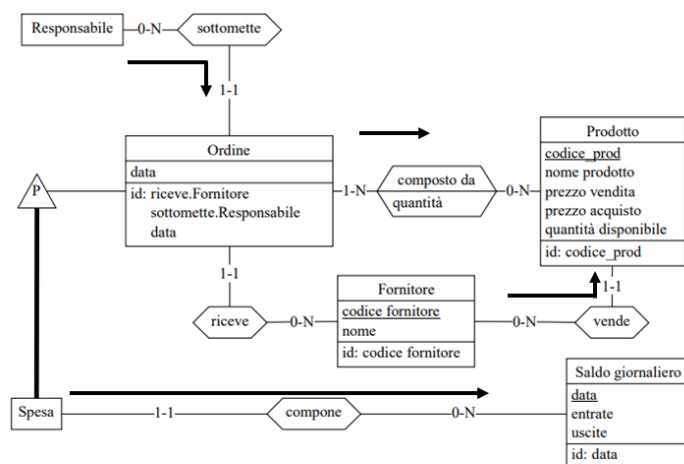 Responsabile
0-N
sottomette
1-1
Ordine
data
id: riceve.Fornitore
sottomette.Responsabile
data
P
1-N
composto da
quantità
0-N
Prodotto
codice_prod
nome prodotto
prezzo vendita
prezzo acquisto
quantità disponibile
id: codice_prod
1-1
1-1
riceve
0-N
Fornitore
codice fornitore
nome
id: codice fornitore
0-N
vende
Spesa
1-1
compone
0-N
Saldo giornaliero
data
entrate
uscite
id: data